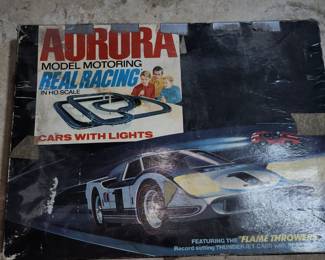 AURORA
MODEL MOTORING
REAL RACING
IN HO SCALE
CARS WITH LIGHTS
FEATURING THE "FLAME THROWERS"
Record setting THUNDERJET CARS with